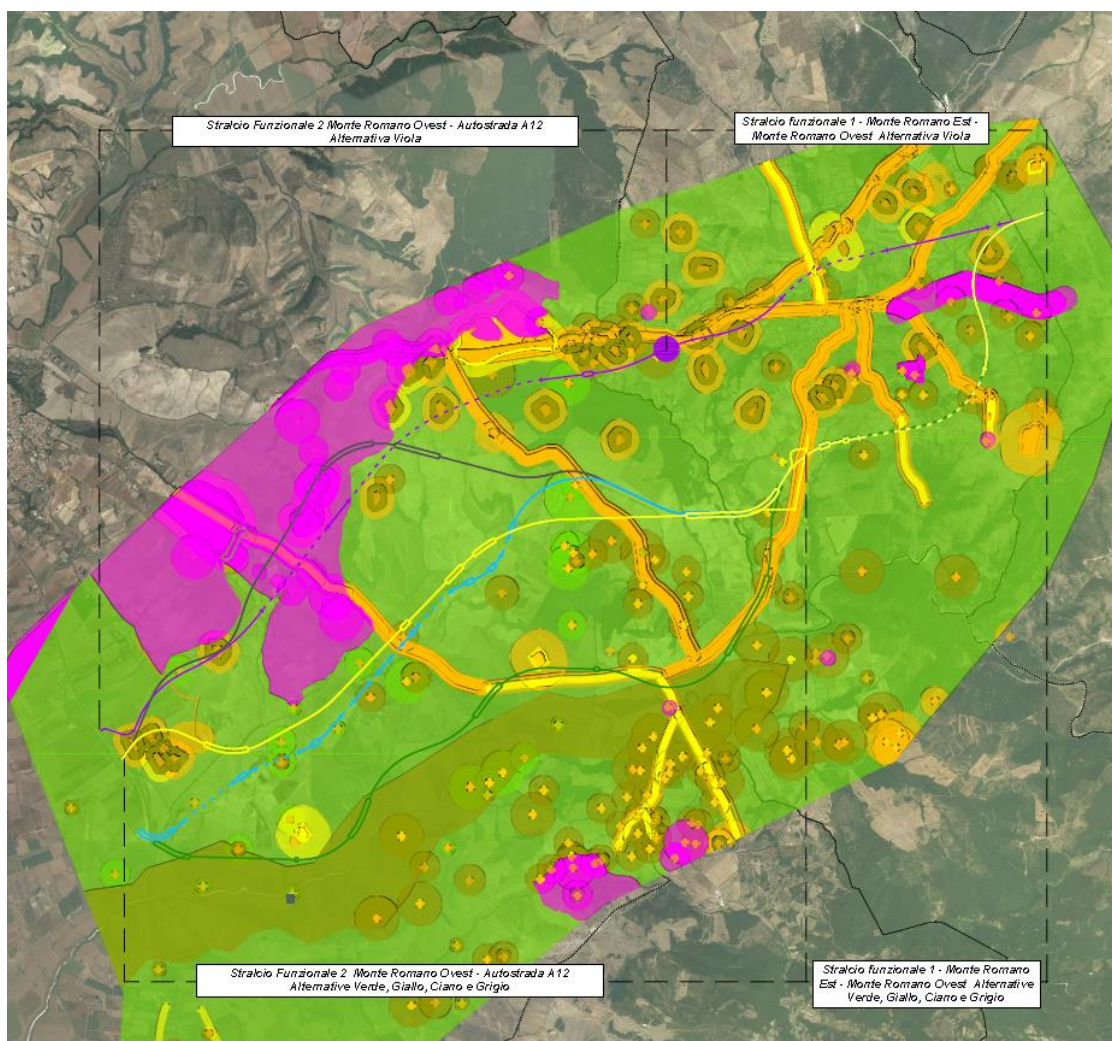 Stralcio Funzionale 2 Monte Romano Ovest - Autostrada A12
Alternativa Viola
Stralcio funzionale 1 - Monte Romano Est -
Monte Romano Ovest Alternativa Viola
Stralcio Funzionale 2 Monte Romano Ovest - Autostrada A12
Alternative Verde, Giallo, Ciano e Grigio
Stralcio funzionale 1 - Monte Romano
Est - Monte Romano Ovest Alternative
Verde, Giallo, Ciano e Grigio